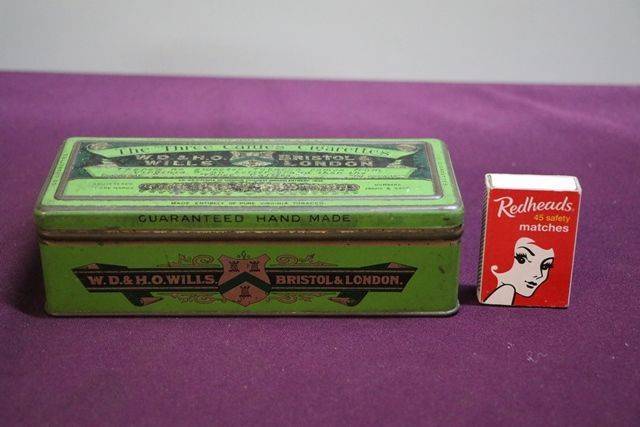 The Three Castles Cigarettes
W.D. & H.O. WILLS
BRISTOL & LONDON
MADE ENTIRELY OF PURE VIRGINIA TOBACCO
GUARANTEED HAND MADE
W.D. & H.O. WILLS. BRISTOL & LONDON.
Redheads
45 safety
matches